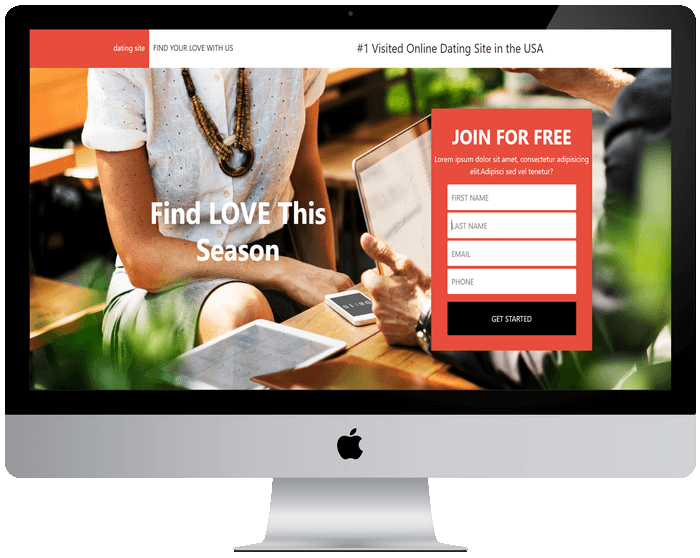 dating site
FIND YOUR LOVE WITH US
#1 Visited Online Dating Site in the USA
Find LOVE This
Season
JOIN FOR FREE
Lorem ipsum dolor sit amet, consectetur adipisicing
elit.Adipisci sed vel tenetur?
FIRST NAME
LAST NAME
EMAIL
PHONE
GET STARTED